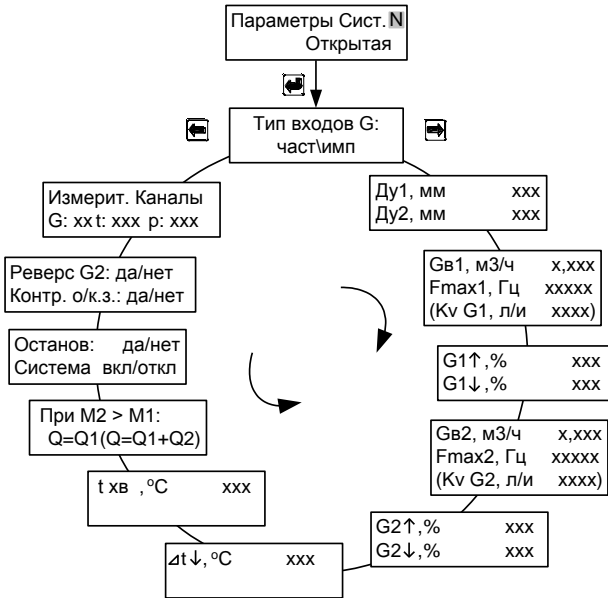 Параметры Сист. N
Открытая
Тип входов G:
част\имп
Ду1, мм xxx
Ду2, мм xxx
Gв1, м3/ч x,xxx
Fmax1, Гц xxxxx
(Kv G1, л/и xxxx)
G1↑,% xxx
G1↓,% xxx
Gв2, м3/ч x,xxx
Fmax2, Гц xxxxx
(Kv G2, л/и xxxx)
G2↑,% xxx
G2↓,% xxx
⊿t↓, °C xxx
t хв , °C xxx
При M2 > M1:
Q=Q1(Q=Q1+Q2)
Останов: да/нет
Система вкл/откл
Реверс G2: да/нет
Контр. о/к.з.: да/нет
Измерит. Каналы
G: xx t: xxx p: xxx